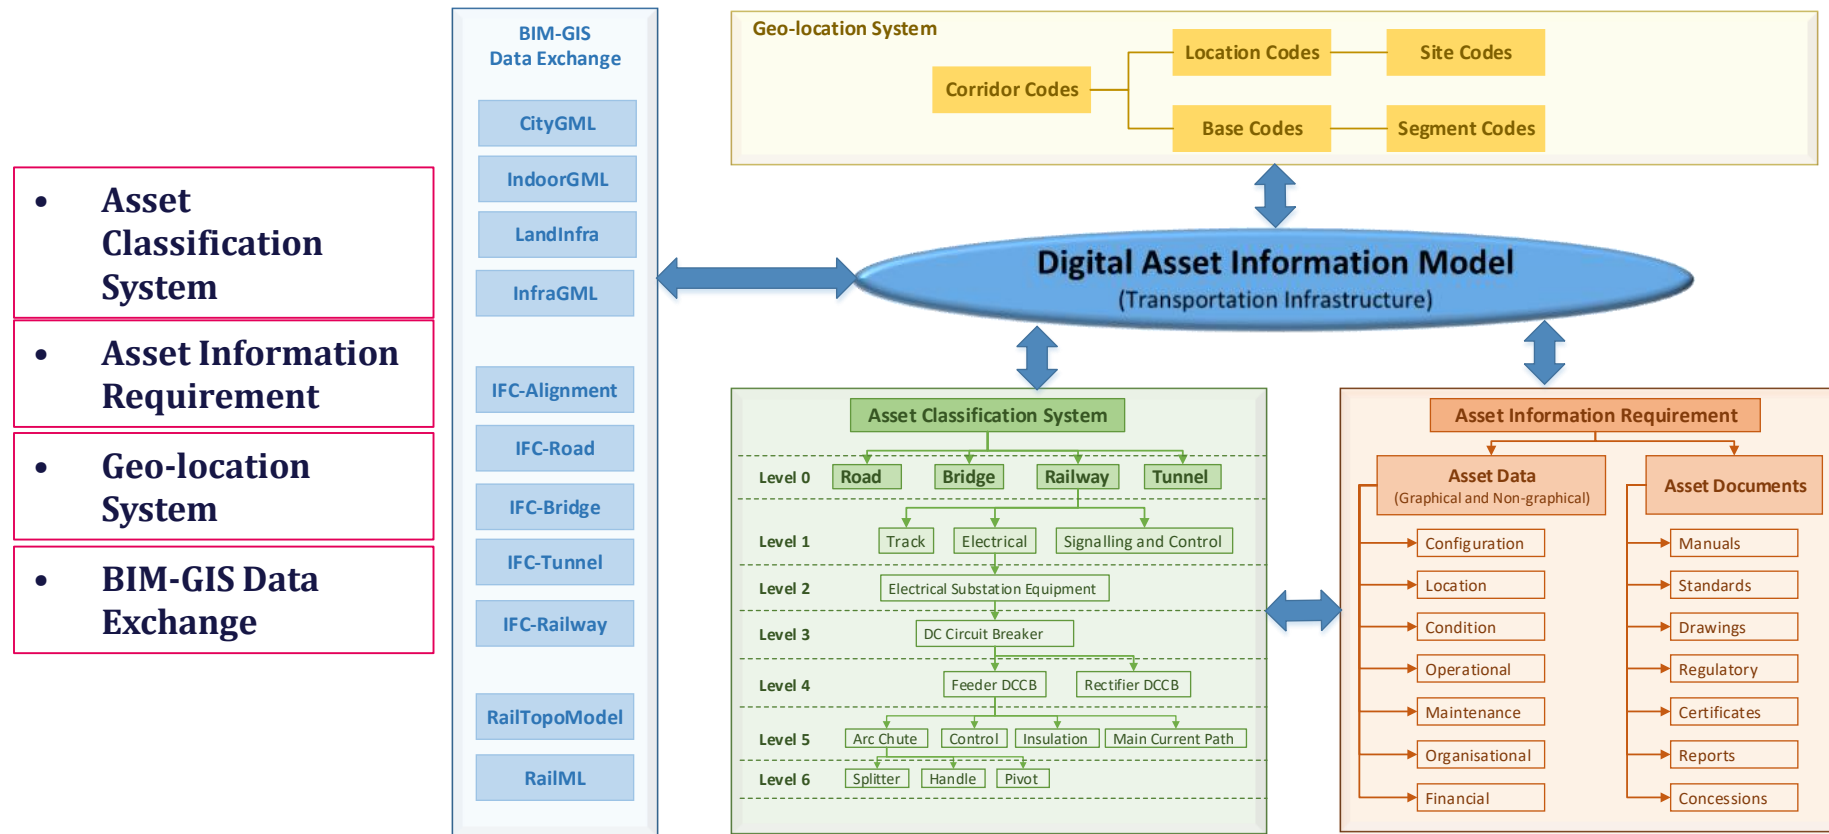 • Asset
Classification
System
• Asset Information
Requirement
• Geo-location
System
• BIM-GIS Data
Exchange
BIM-GIS
Data Exchange
CityGML
IndoorGML
LandInfra
InfraGML
IFC-Alignment
IFC-Road
IFC-Bridge
IFC-Tunnel
IFC-Railway
RailTopoModel
RailML
Geo-location System
Corridor Codes
Location Codes
Site Codes
Base Codes
Segment Codes
Digital Asset Information Model
(Transportation Infrastructure)
Asset Classification System
Level 0
Road
Bridge
Railway
Tunnel
Level 1
Track
Electrical
Signalling and Control
Level 2
Electrical Substation Equipment
Level 3
DC Circuit Breaker
Level 4
Feeder DCCB
Rectifier DCCB
Level 5
Arc Chute
Control
Insulation
Main Current Path
Level 6
Splitter
Handle
Pivot
Asset Information Requirement
Asset Data
(Graphical and Non-graphical)
Configuration
Location
Condition
Operational
Maintenance
Organisational
Financial
Asset Documents
Manuals
Standards
Drawings
Regulatory
Certificates
Reports
Concessions